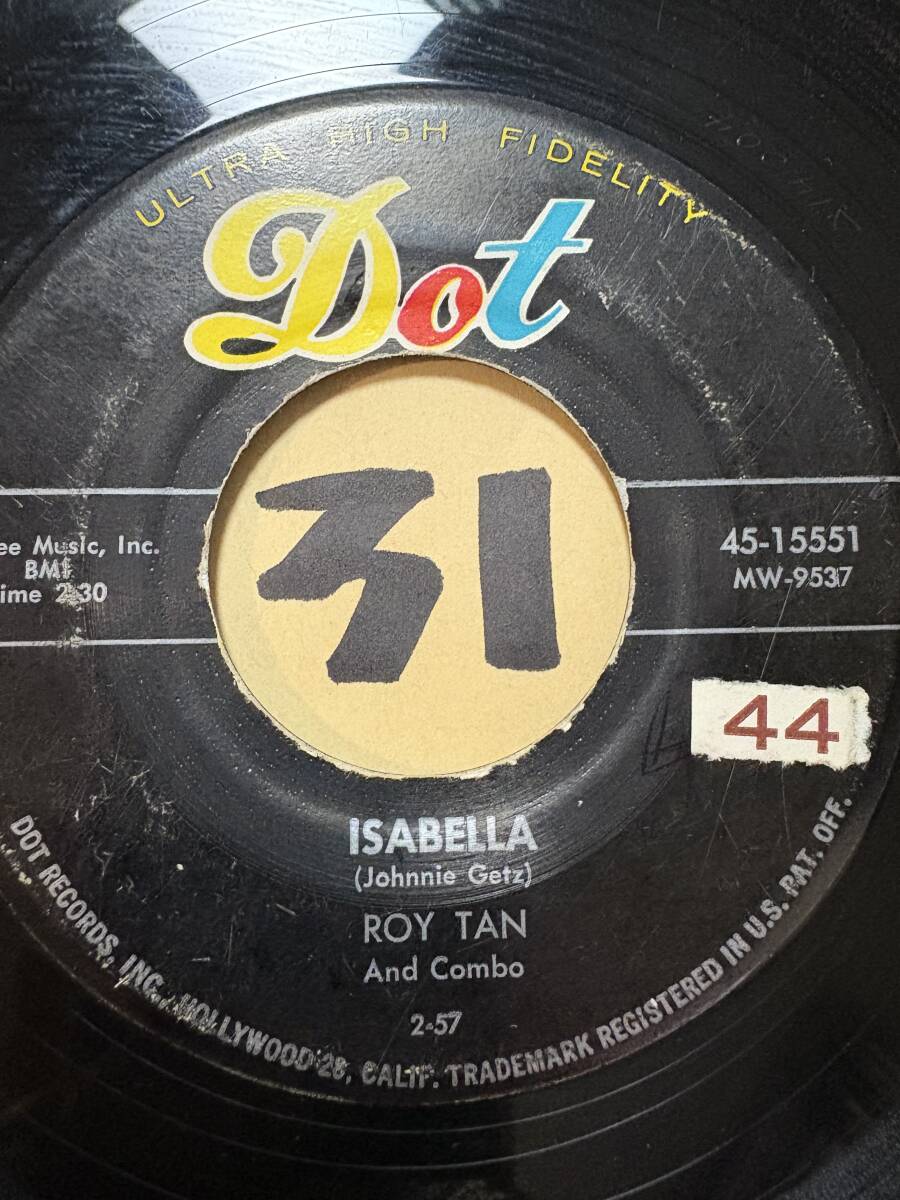 ULTRA HIGH FIDELITY
Dot
31
ee Music, Inc.
BMI
ime 2:30
45-15551
MW-9537
44
ISABELLA
(Johnnie Getz)
ROY TAN
And Combo
2-57
DOT RECORDS, INC., HOLLYWOOD 28, CALIF. TRADEMARK REGISTERED IN U.S. PAT. OFF.